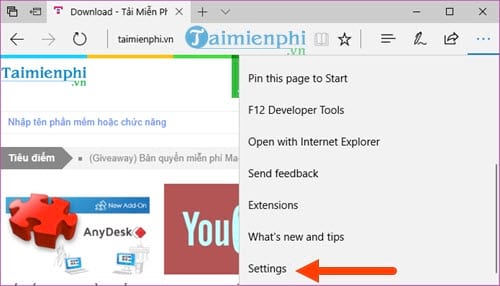 Download - Tải Miễn Ph
taimienphi.vn
Taimienphi
.vn
Taimienphi
.vn
Nhập tên phần mềm hoặc chức năng
Tiêu điểm
(Giveaway) Bản quyền miễn phí Ma
New Add-On
AnyDesk
You
Pin this page to Start
F12 Developer Tools
Open with Internet Explorer
Send feedback
Extensions
What's new and tips
Settings